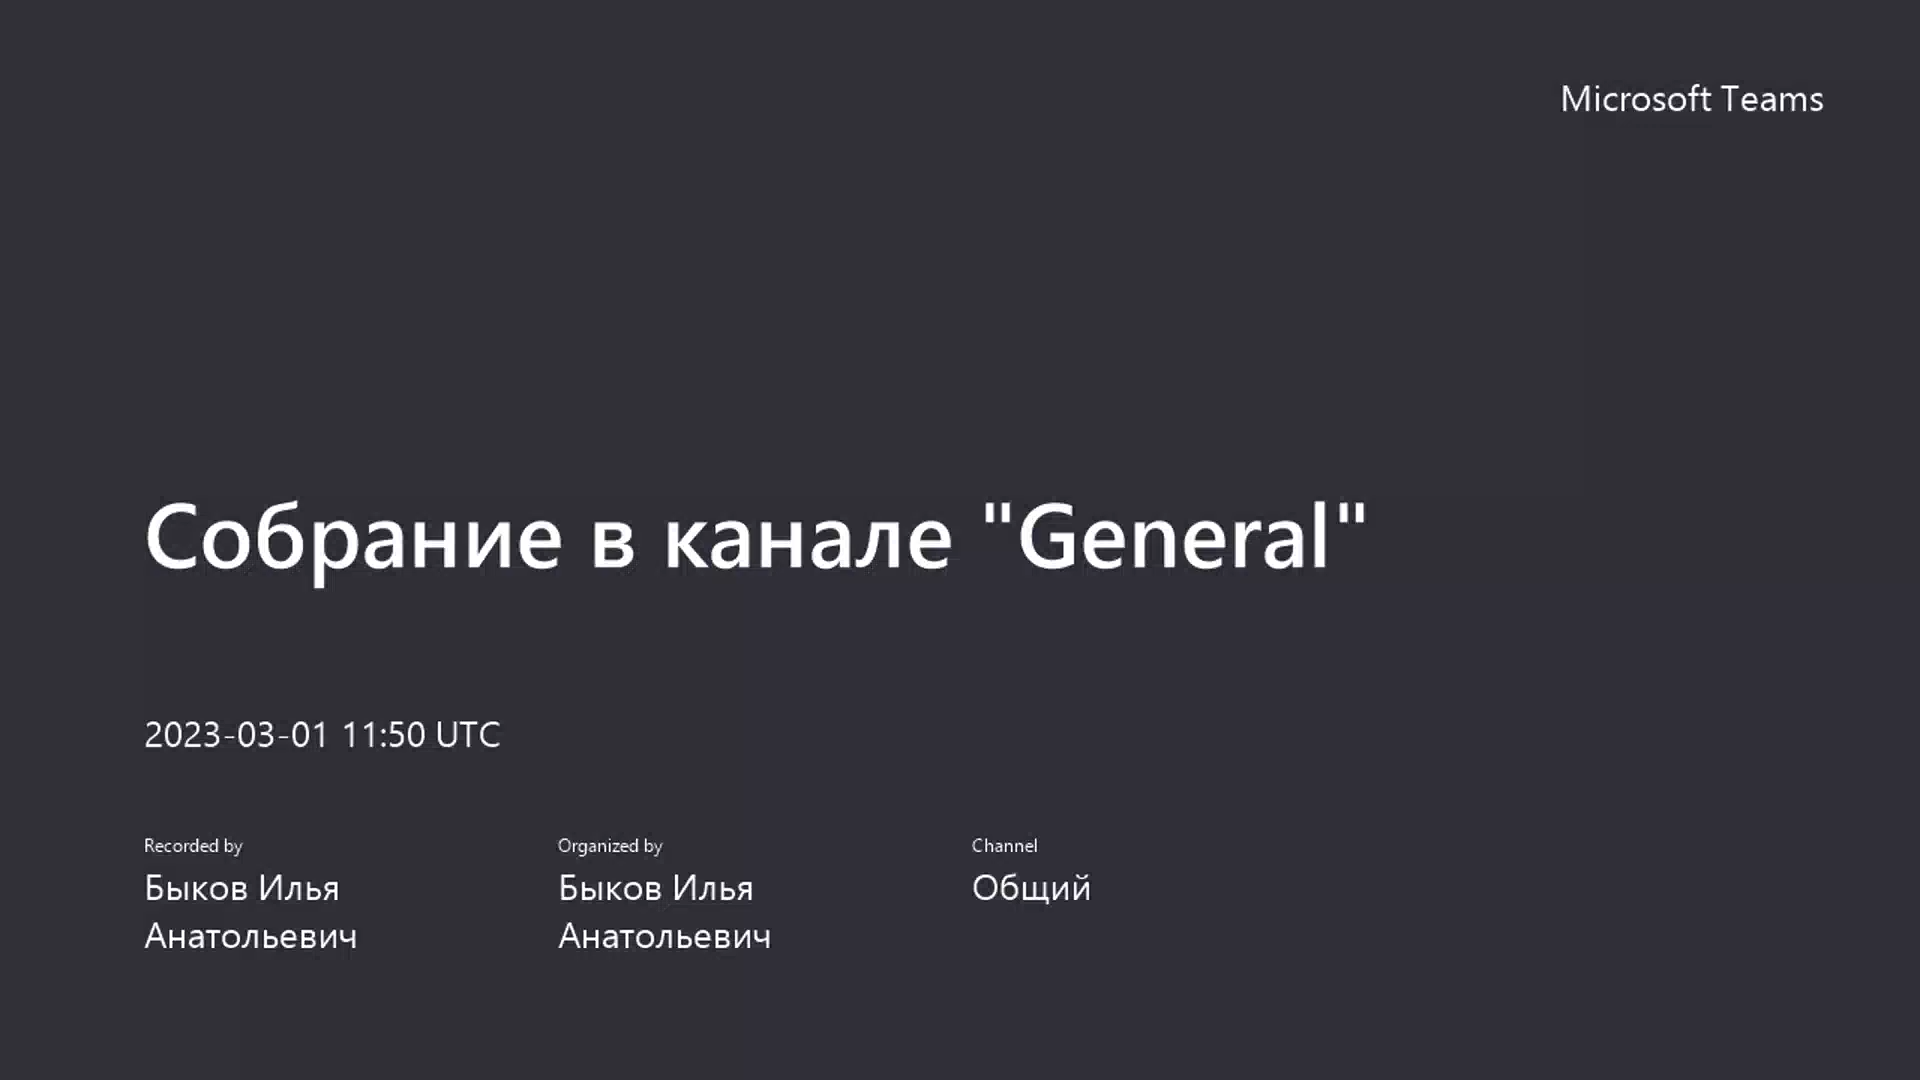 Microsoft Teams
Собрание в канале "General"
2023-03-01 11:50 UTC
Recorded by
Быков Илья
Анатольевич
Organized by
Быков Илья
Анатольевич
Channel
Общий